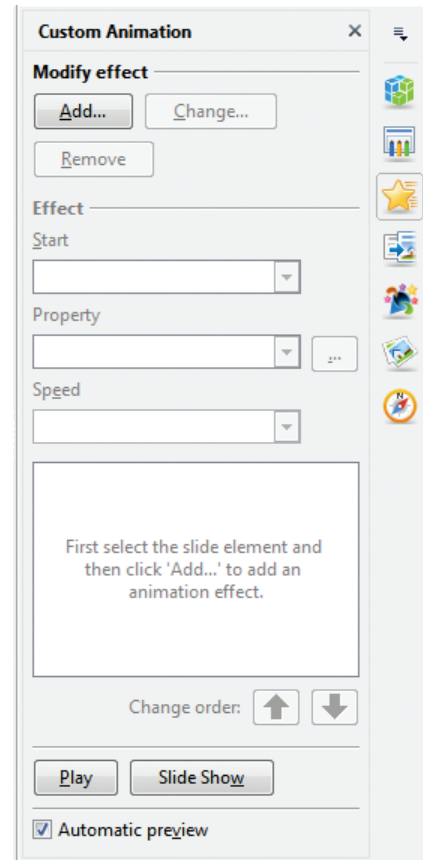 Custom Animation
Modify effect
Add... Change...
Remove
Effect
Start
Property
...
Speed
First select the slide element and
then click 'Add...' to add an
animation effect.
Change order:
Play Slide Show
Automatic preview
N